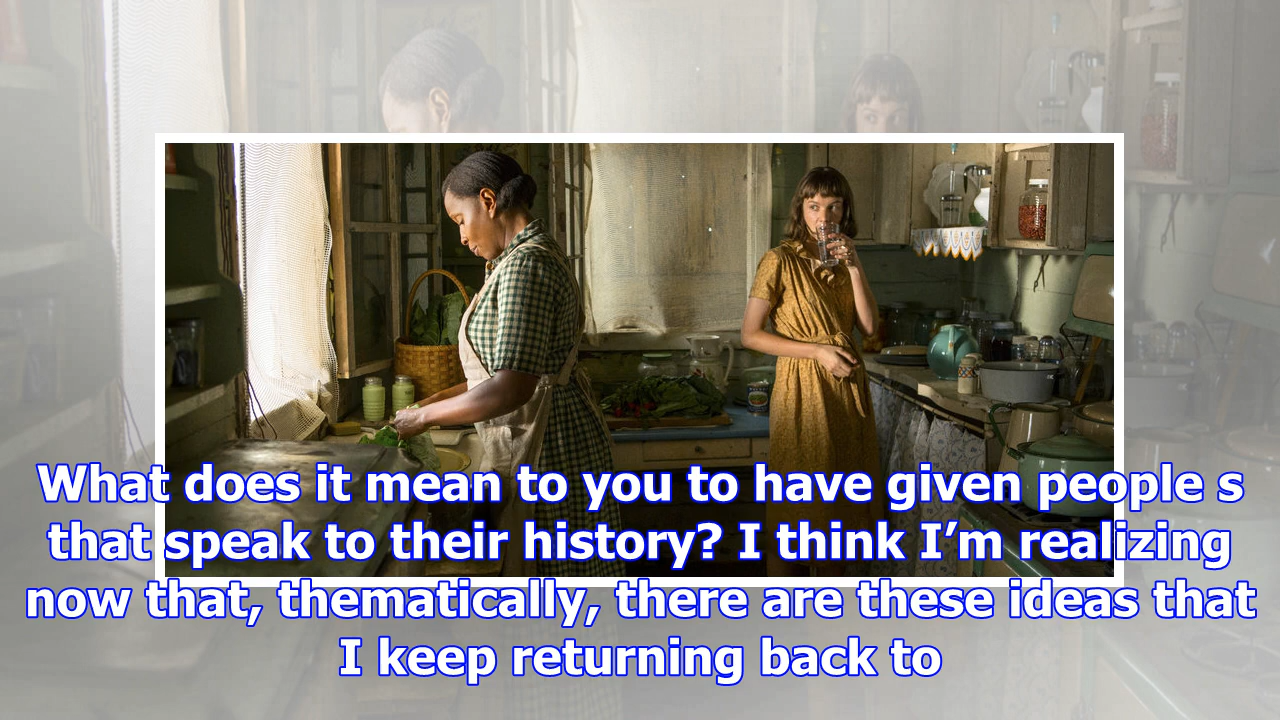 What does it mean to you to have given people s
that speak to their history? I think I’m realizing
now that, thematically, there are these ideas that
I keep returning back to